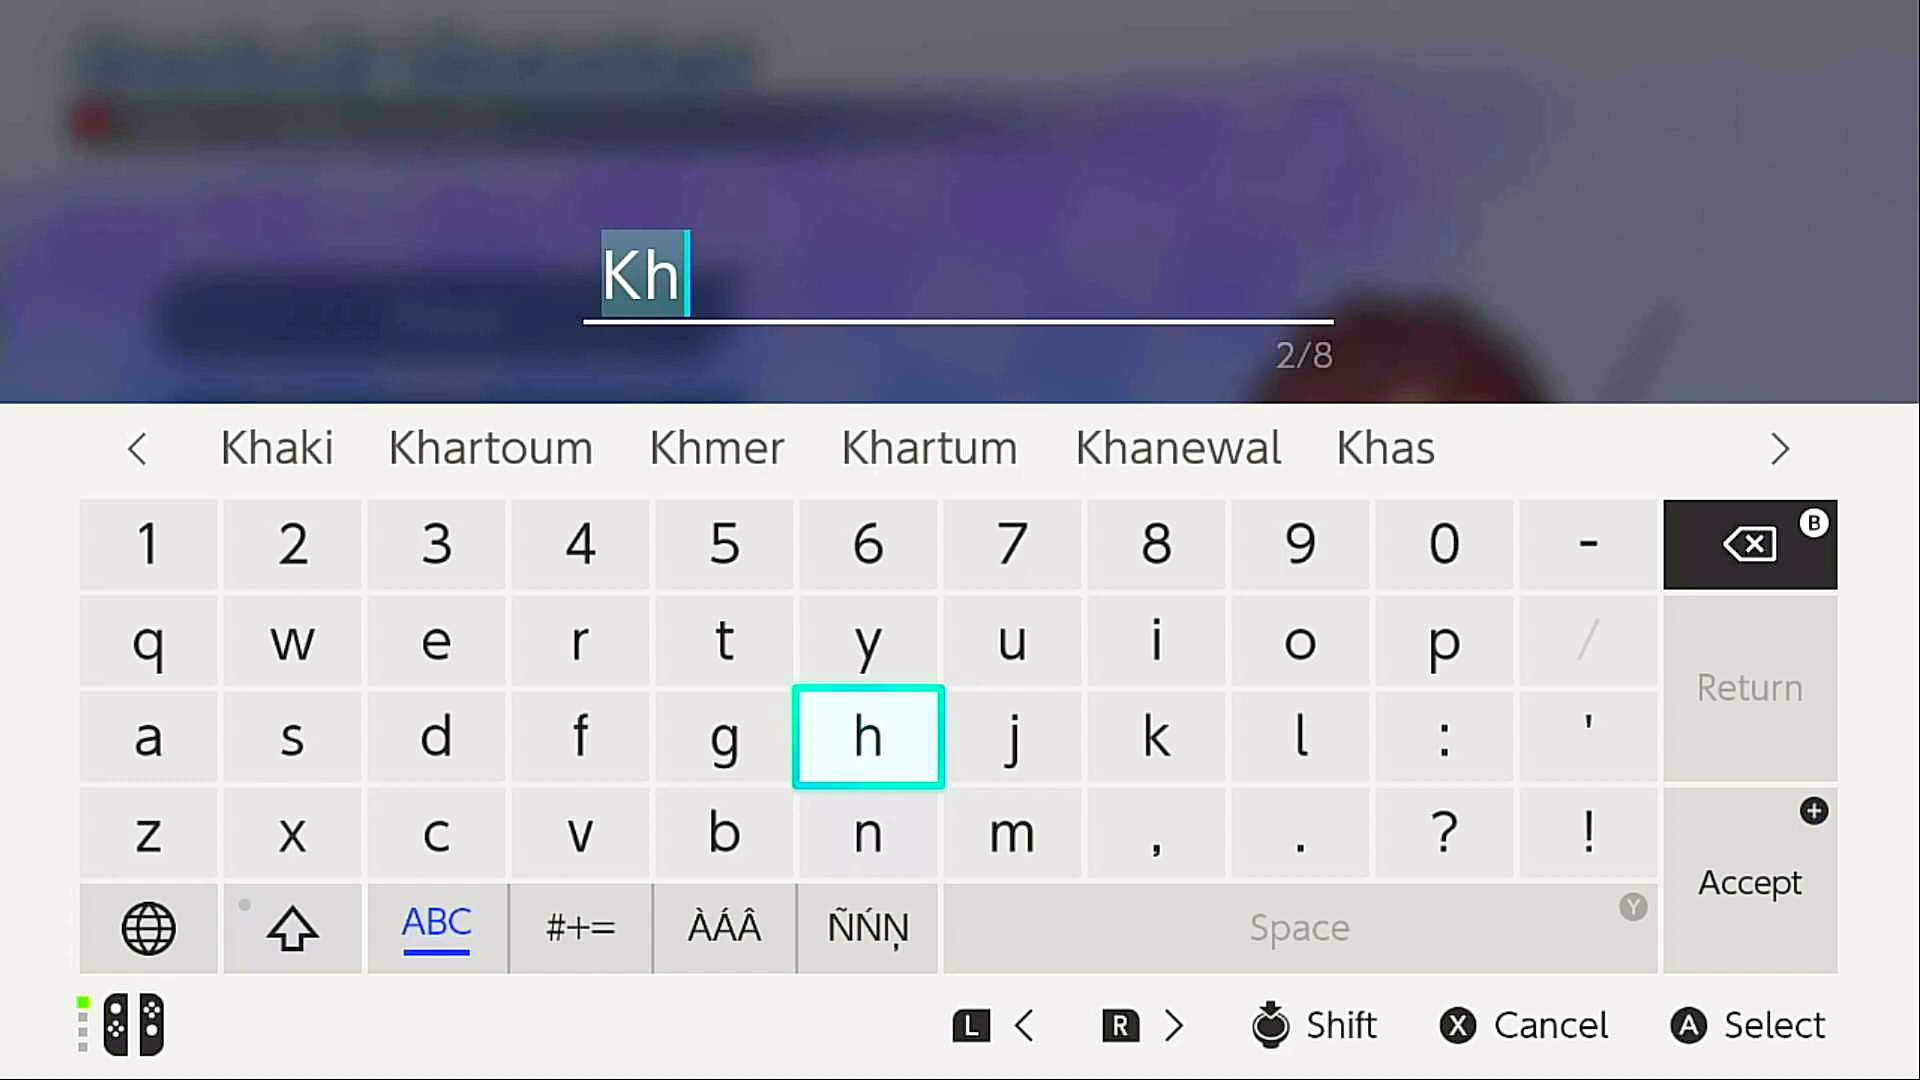 Kh
2/8
< Khaki Khartoum Khmer Khartum Khanewal Khas >
1 2 3 4 5 6 7 8 9 0 - B
q w e r t y u i o p / Return
a s d f g h j k l : '
z x c v b n m , . ? ! + Accept
ABC #+= ÀÁÂ ÑŃŅ Space Y
L < R > Shift X Cancel A Select